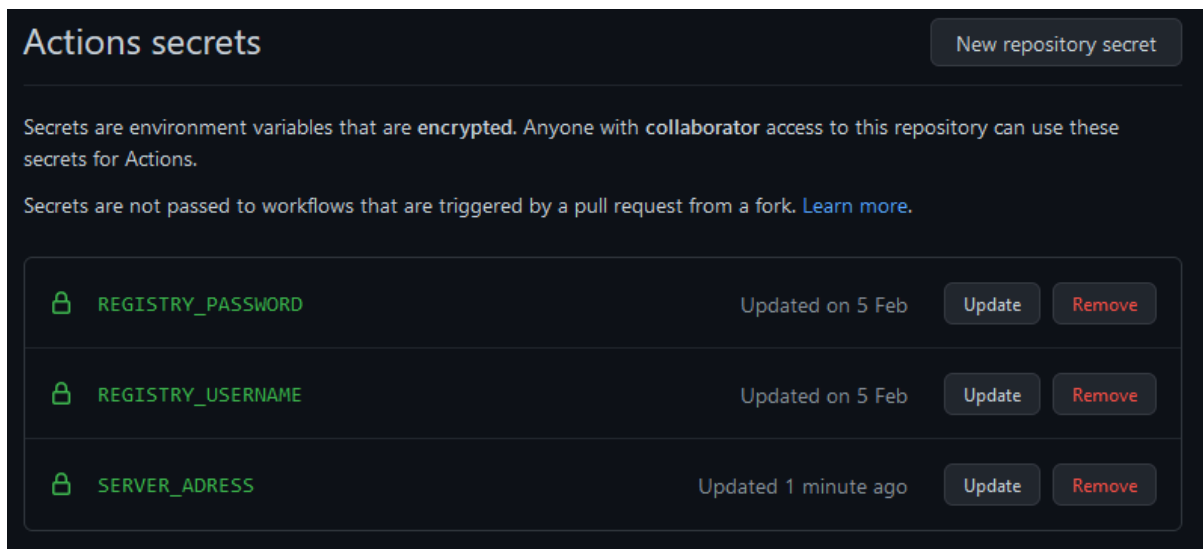 Actions secrets
New repository secret
Secrets are environment variables that are encrypted. Anyone with collaborator access to this repository can use these
secrets for Actions.
Secrets are not passed to workflows that are triggered by a pull request from a fork. Learn more.
REGISTRY_PASSWORD Updated on 5 Feb Update Remove
REGISTRY_USERNAME Updated on 5 Feb Update Remove
SERVER_ADRESS Updated 1 minute ago Update Remove